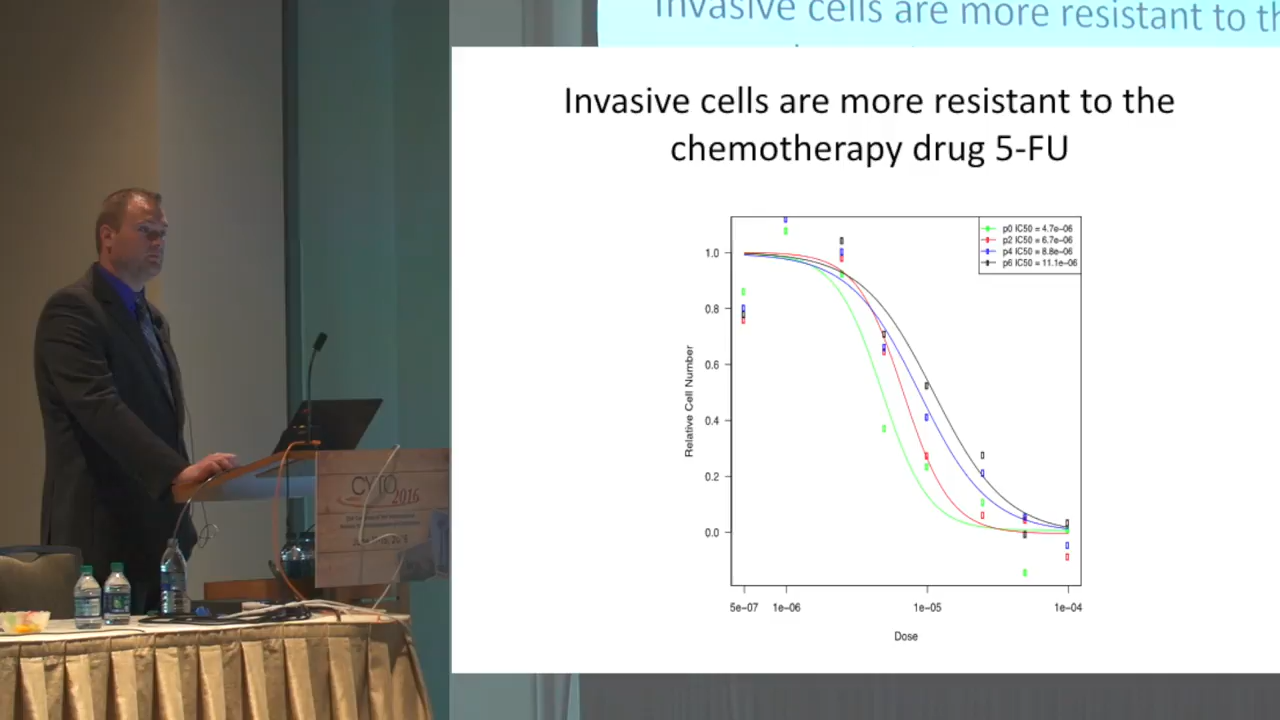 Invasive cells are more resistant to th
Invasive cells are more resistant to the
chemotherapy drug 5-FU
p0 IC50 = 4.7e−06
p2 IC50 = 6.7e−06
p4 IC50 = 8.8e−06
p6 IC50 = 11.1e−06
1.0
0.8
0.6
0.4
0.2
0.0
Relative Cell Number
5e−07 1e−06 1e−05 1e−04
Dose
CYTO
2016